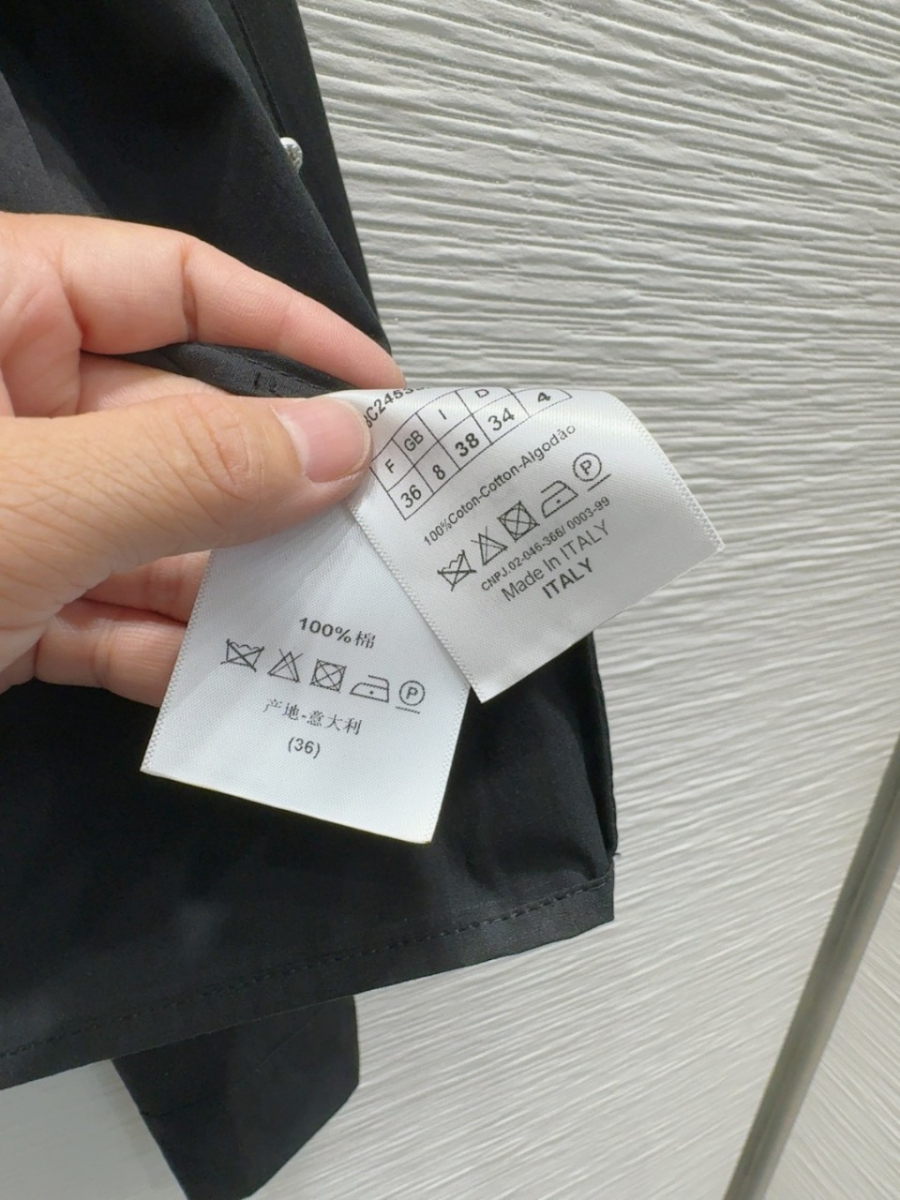 F GB I D
36 8 38 34 4
100%Coton-Cotton-Algodão
P
CNPJ.02-046-366/ 0003-99
Made In ITALY
ITALY
100%棉
P
产地-意大利
(36)